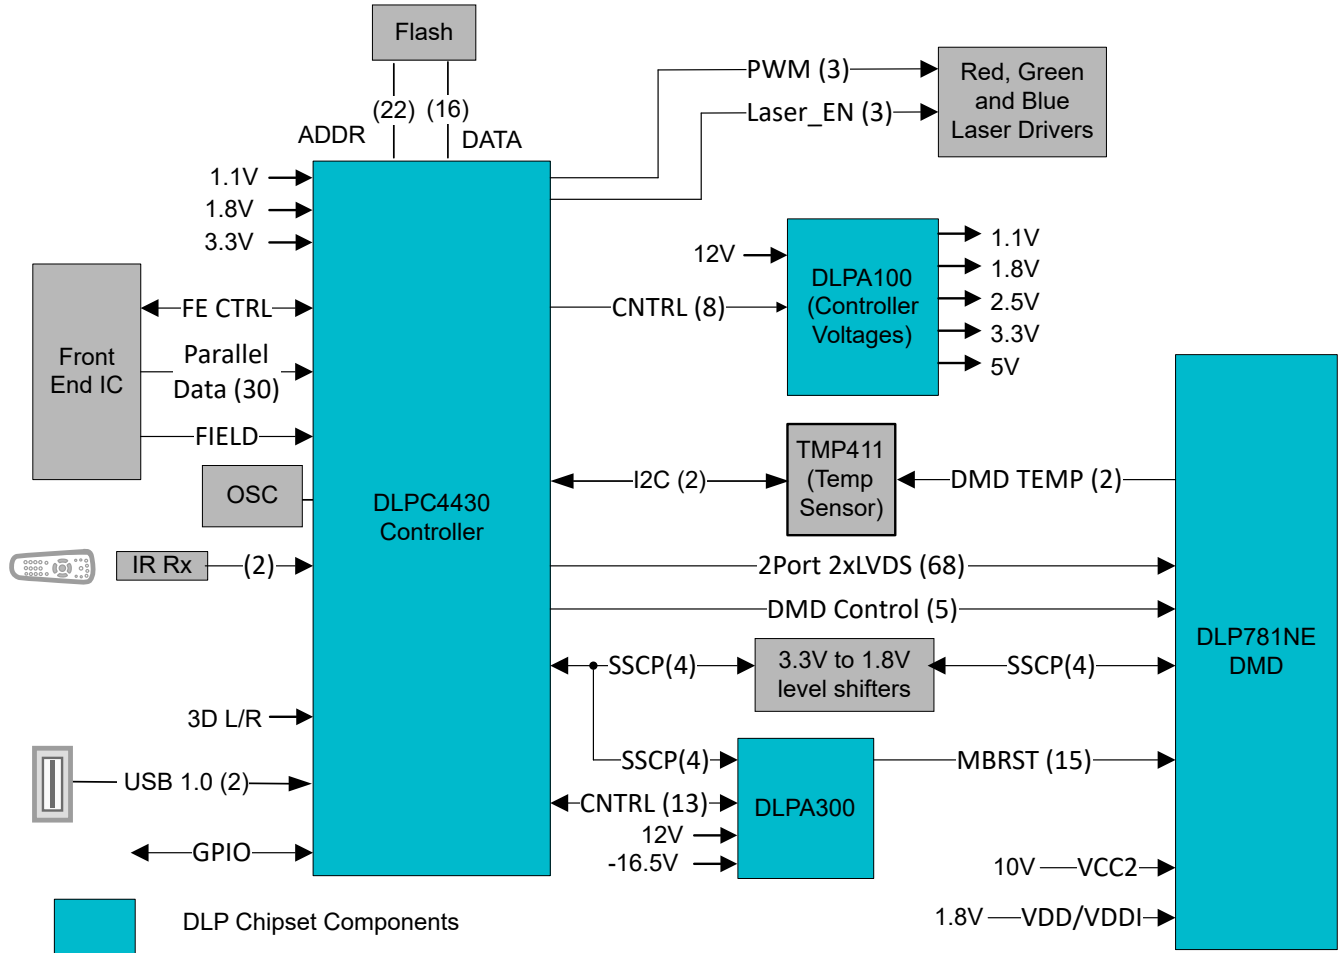 Flash
(22) (16)
ADDR
DATA
PWM (3)
Laser_EN (3)
Red, Green
and Blue
Laser Drivers
1.1V
1.8V
3.3V
12V
CNTRL (8)
DLPA100
(Controller
Voltages)
1.1V
1.8V
2.5V
3.3V
5V
Front
End IC
FE CTRL
Parallel
Data (30)
FIELD
OSC
DLPC4430
Controller
I2C (2)
TMP411
(Temp
Sensor)
DMD TEMP (2)
IR Rx
(2)
2Port 2xLVDS (68)
DMD Control (5)
DLP781NE
DMD
SSCP(4)
3.3V to 1.8V
level shifters
SSCP(4)
3D L/R
SSCP(4)
MBRST (15)
USB 1.0 (2)
CNTRL (13)
DLPA300
12V
-16.5V
GPIO
10V
VCC2
1.8V
VDD/VDDI
DLP Chipset Components